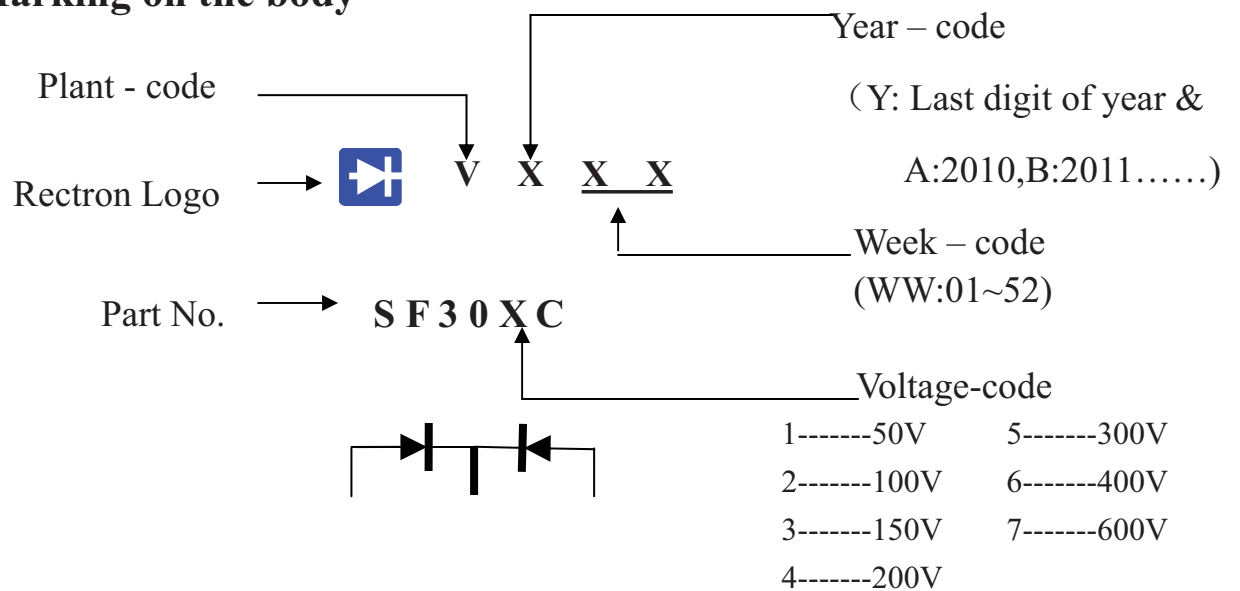 on the body
Year – code
Plant - code
（Y: Last digit of year &
V X X X
A:2010,B:2011……)
Rectron Logo
Week – code
(WW:01~52)
Part No.
S F 3 0 X C
Voltage-code
1-------50V 5-------300V
2-------100V 6-------400V
3-------150V 7-------600V
4-------200V